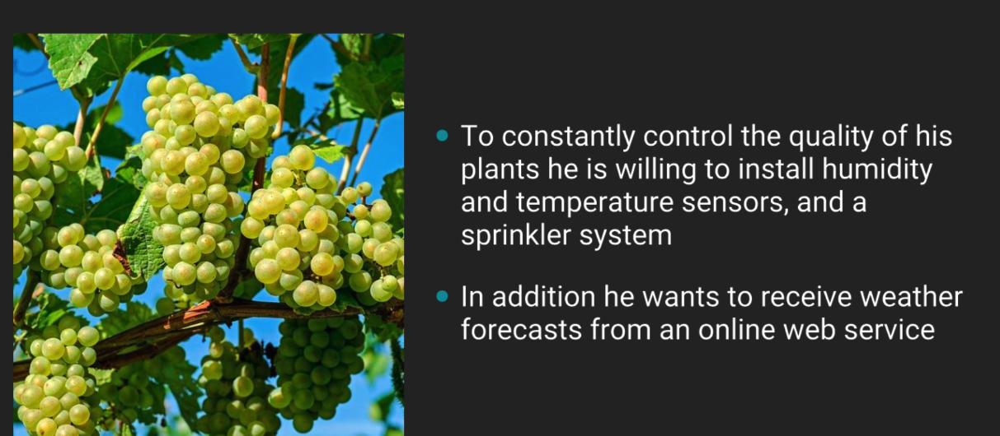 To constantly control the quality of his
plants he is willing to install humidity
and temperature sensors, and a
sprinkler system
In addition he wants to receive weather
forecasts from an online web service